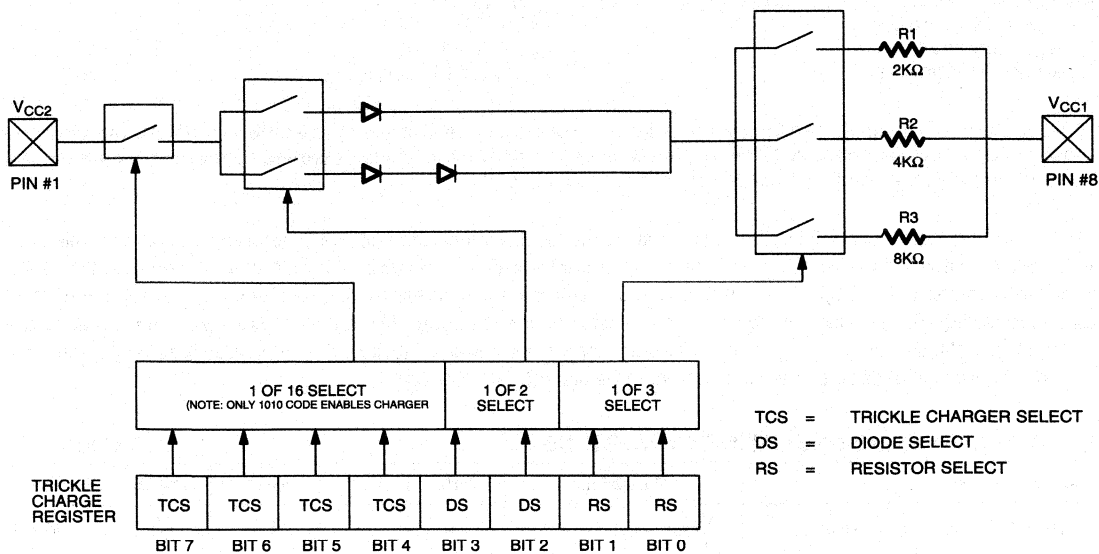 R1
2KΩ
VCC2
PIN #1
R2
4KΩ
VCC1
PIN #8
R3
8KΩ
1 OF 16 SELECT
(NOTE: ONLY 1010 CODE ENABLES CHARGER
1 OF 2
SELECT
1 OF 3
SELECT
TCS = TRICKLE CHARGER SELECT
DS = DIODE SELECT
RS = RESISTOR SELECT
TRICKLE
CHARGE
REGISTER
TCS TCS TCS TCS DS DS RS RS
BIT 7 BIT 6 BIT 5 BIT 4 BIT 3 BIT 2 BIT 1 BIT 0